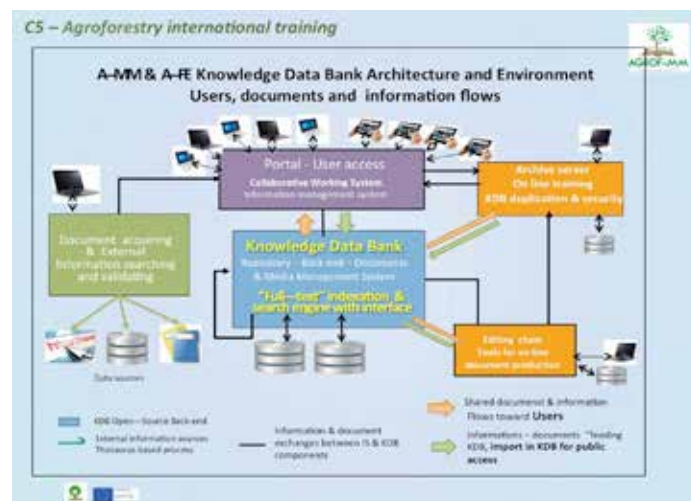 C5 – Agroforestry international training
AGROF-MM
A-MM & A-FE Knowledge Data Bank Architecture and Environment
Users, documents and information flows
Portal - User access
Collaborative Working System
Information management system
Archive server
On line training
KDB duplication & security
Document acquiring
& External
Information searching
and validating
Knowledge Data Bank
Repository – Back end – Documents
& Media Management System
"Full–text" indexation &
search engine with interface
Editing chain
Tools for on-line
document production
Data sources
KDB Open – Source Back-end
External information sources
Thesaurus based process
Information & document
exchanges between IS & KDB
components
Shared documents & information
Flows toward Users
Informations – documents "feeding"
KDB, import in KDB for public
access